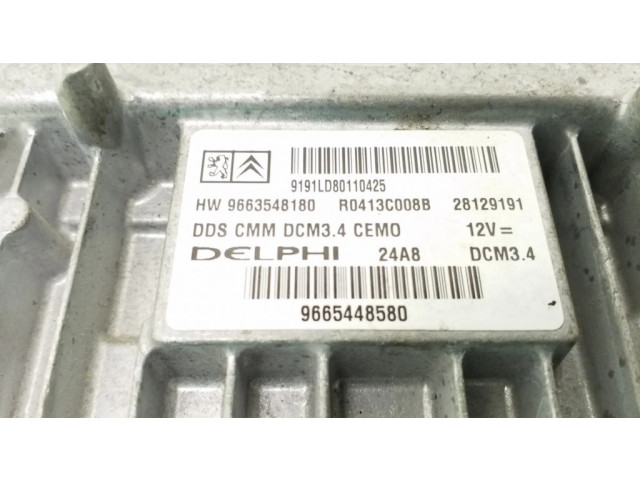 9191LD80110425
HW 9663548180 R0413C008B 28129191
DDS CMM DCM3.4 CEMO 12V=
DELPHI 24A8 DCM3.4
9665448580